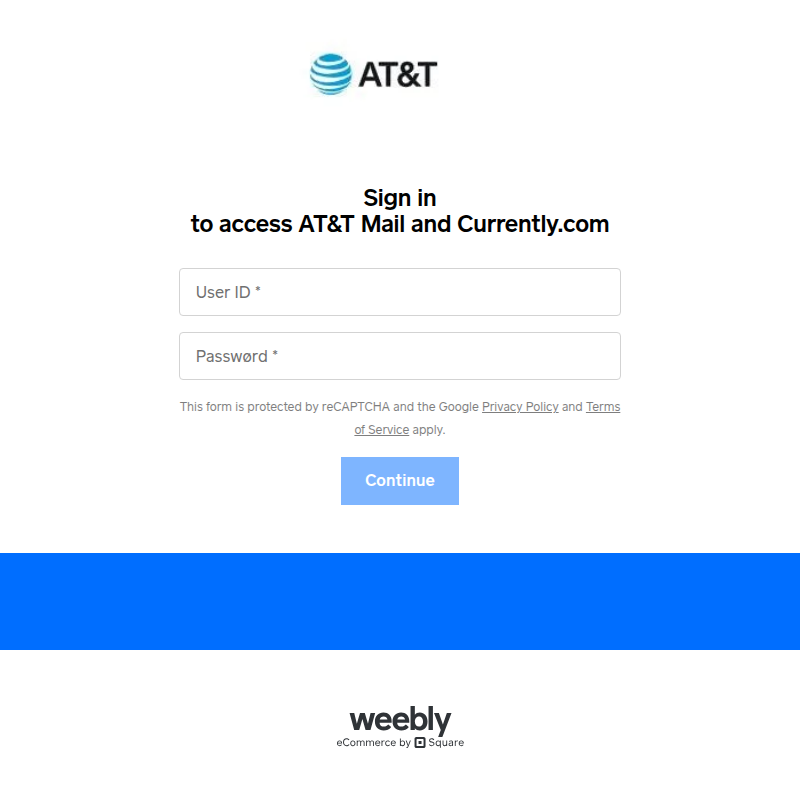 AT&T
Sign in
to access AT&T Mail and Currently.com
User ID *
Passwørd *
This form is protected by reCAPTCHA and the Google Privacy Policy and Terms
of Service apply.
Continue
weebly
eCommerce by Square